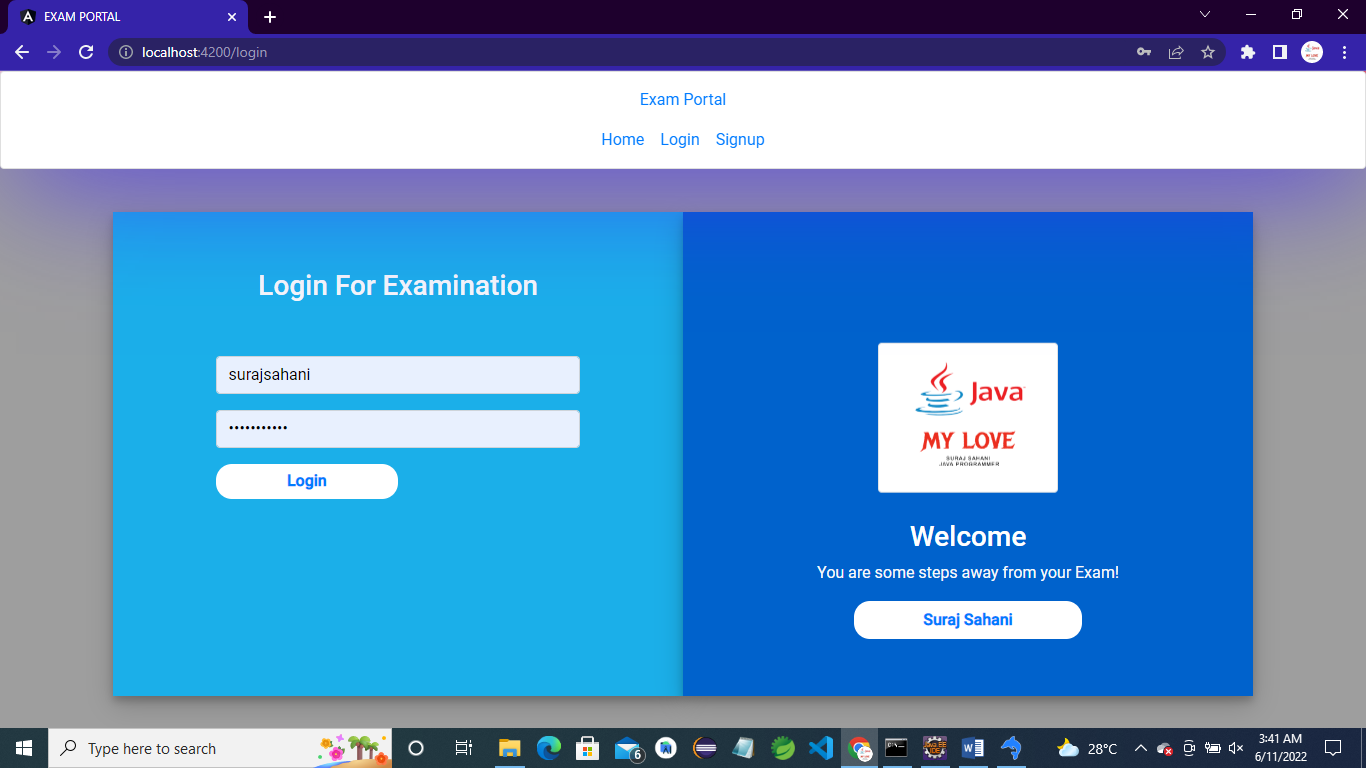 EXAM PORTAL
localhost:4200/login
Exam Portal
Home Login Signup
Login For Examination
surajsahani
•••••••••••
Login
Java
MY LOVE
SURAJ SAHANI
JAVA PROGRAMMER
Welcome
You are some steps away from your Exam!
Suraj Sahani
Type here to search
6
28°C
3:41 AM
6/11/2022